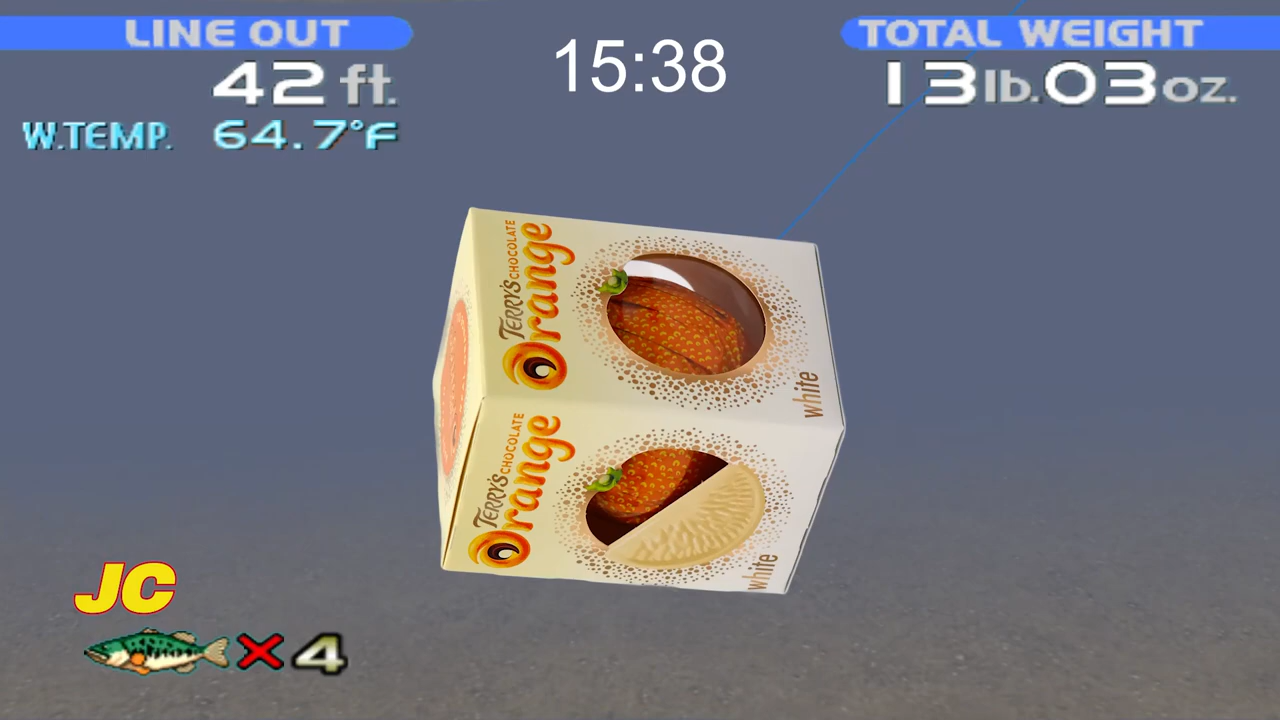 LINE OUT
42 ft.
W.TEMP. 64.7°F
15:38
TOTAL WEIGHT
13lb.03oz.
TERRY'S CHOCOLATE
Orange
white
TERRY'S CHOCOLATE
Orange
white
JC
×4